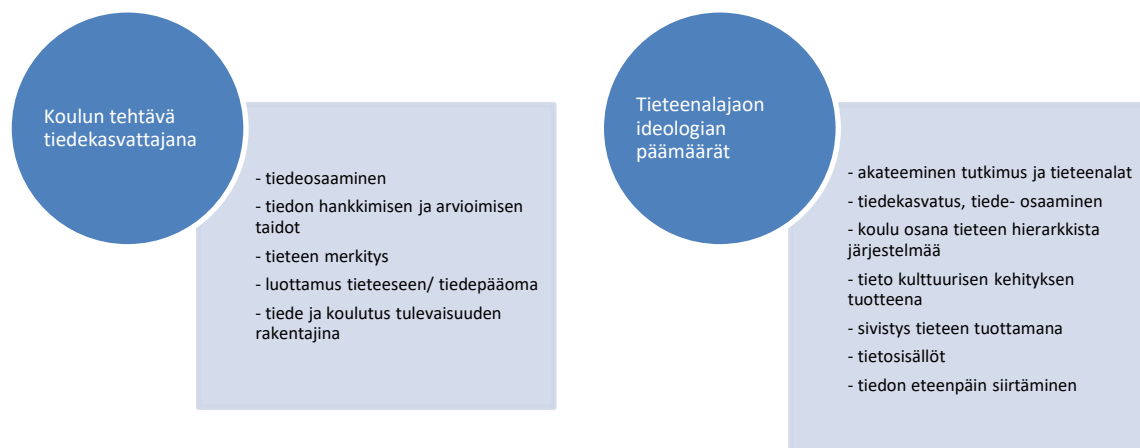 Koulun tehtävä
tiedekasvattajana
- tiedeosaaminen
- tiedon hankkimisen ja arvioimisen
taidot
- tieteen merkitys
- luottamus tieteeseen/ tiedepääoma
- tiede ja koulutus tulevaisuuden
rakentajina
Tieteenalajaon
ideologian
päämäärät
- akateeminen tutkimus ja tieteenalat
- tiedekasvatus, tiede- osaaminen
- koulu osana tieteen hierarkkista
järjestelmää
- tieto kulttuurisen kehityksen
tuotteena
- sivistys tieteen tuottamana
- tietosisällöt
- tiedon eteenpäin siirtäminen